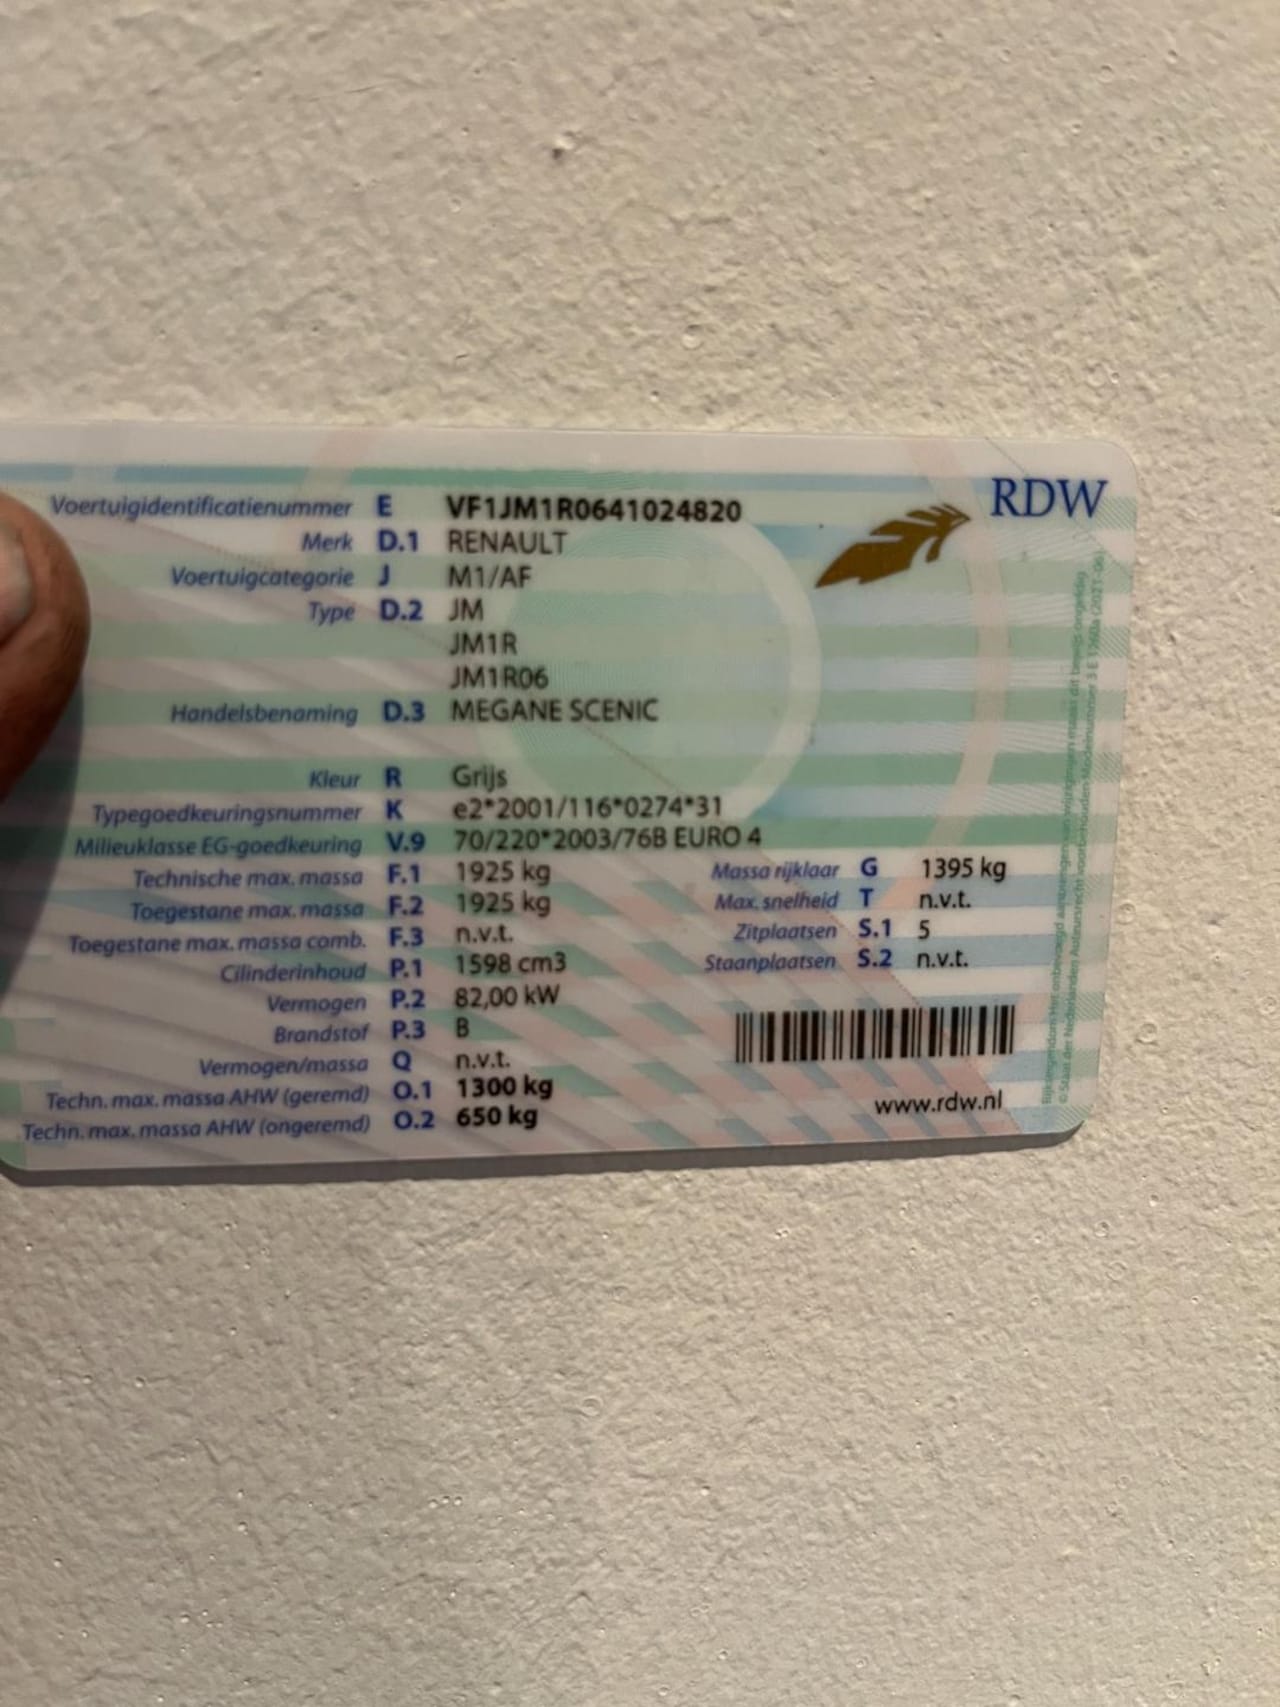 RDW
Voertuigidentificatienummer E VF1JM1R0641024820
Merk D.1 RENAULT
Voertuigcategorie J M1/AF
Type D.2 JM
JM1R
JM1R06
Handelsbenaming D.3 MEGANE SCENIC
Kleur R Grijs
Typegoedkeuringsnummer K e2*2001/116*0274*31
Milieuklasse EG-goedkeuring V.9 70/220*2003/76B EURO 4
Technische max. massa F.1 1925 kg
Toegestane max. massa F.2 1925 kg
Toegestane max. massa comb. F.3 n.v.t.
Cilinderinhoud P.1 1598 cm3
Vermogen P.2 82,00 kW
Brandstof P.3 B
Vermogen/massa Q n.v.t.
Techn. max. massa AHW (geremd) O.1 1300 kg
Techn. max. massa AHW (ongeremd) O.2 650 kg
Massa rijklaar G 1395 kg
Max. snelheid T n.v.t.
Zitplaatsen S.1 5
Staanplaatsen S.2 n.v.t.
www.rdw.nl